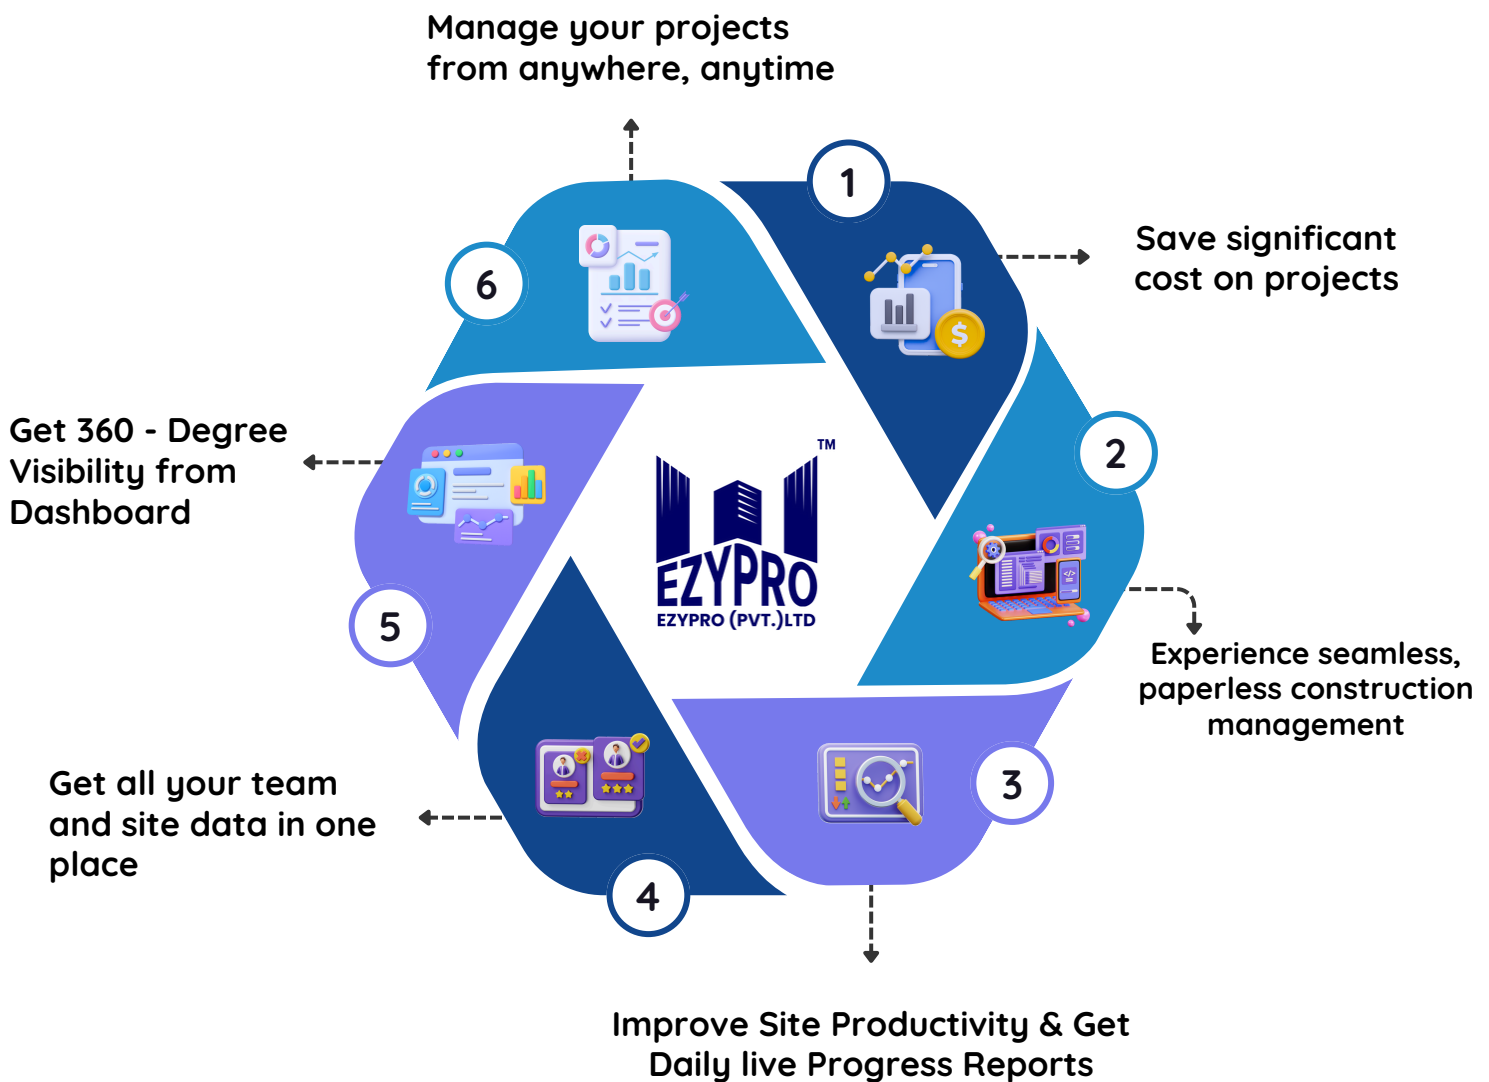 Manage your projects
from anywhere, anytime
1
Save significant
cost on projects
2
Experience seamless,
paperless construction
management
3
Improve Site Productivity & Get
Daily live Progress Reports
4
Get all your team
and site data in one
place
5
Get 360 - Degree
Visibility from
Dashboard
6
TM
EZYPRO
EZYPRO (PVT.)LTD
$
</>